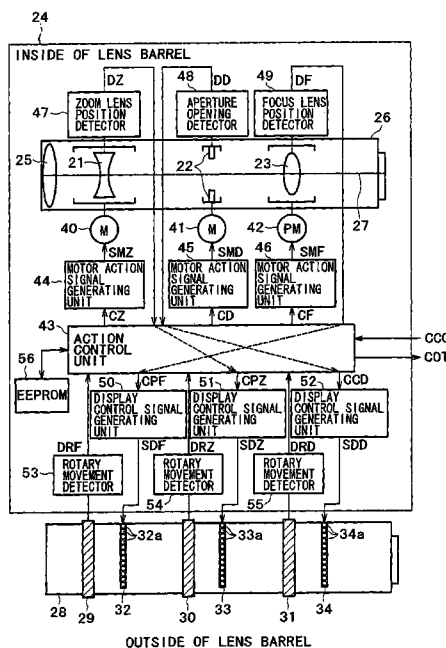 24
INSIDE OF LENS BARREL
DZ
48
DD
49
DF
47
ZOOM LENS
POSITION
DETECTOR
APERTURE
OPENING
DETECTOR
FOCUS LENS
POSITION
DETECTOR
26
25
21
22
23
27
40
M
41
M
42
PM
SMZ
45
SMD
46
SMF
44
MOTOR ACTION
SIGNAL
GENERATING
UNIT
MOTOR ACTION
SIGNAL
GENERATING
UNIT
MOTOR ACTION
SIGNAL
GENERATING
UNIT
43
CZ
CD
CF
ACTION
CONTROL
UNIT
CCC
CDT
56
EEPROM
50
CPF
51
CPZ
52
CCD
DISPLAY
CONTROL SIGNAL
GENERATING
UNIT
DISPLAY
CONTROL SIGNAL
GENERATING
UNIT
DISPLAY
CONTROL SIGNAL
GENERATING
UNIT
DRF
SDF
DRZ
SDZ
DRD
SDD
53
ROTARY
MOVEMENT
DETECTOR
54
ROTARY
MOVEMENT
DETECTOR
55
ROTARY
MOVEMENT
DETECTOR
32a
33a
34a
28
29
32
30
33
31
34
OUTSIDE OF LENS BARREL